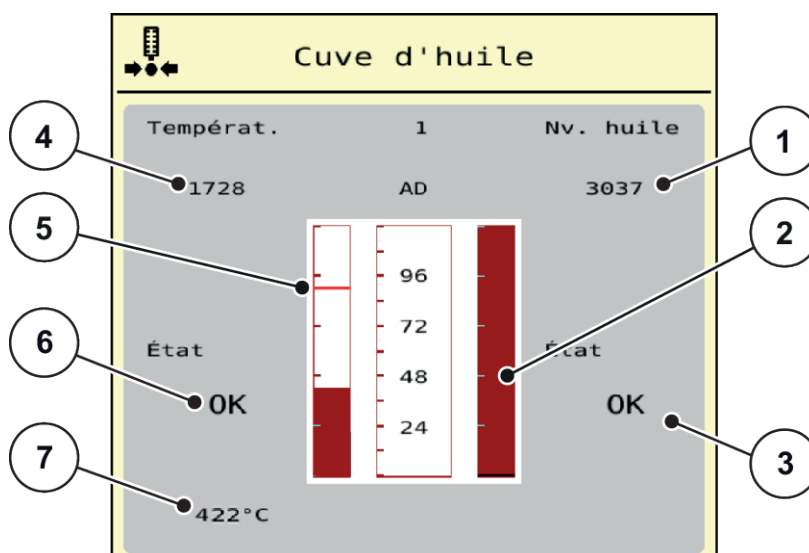 Cuve d'huile
Températ. 1 Nv. huile
4 1
1728 AD 3037
5 2
96
72
6 État État
48
OK OK
24
7 3
422°C